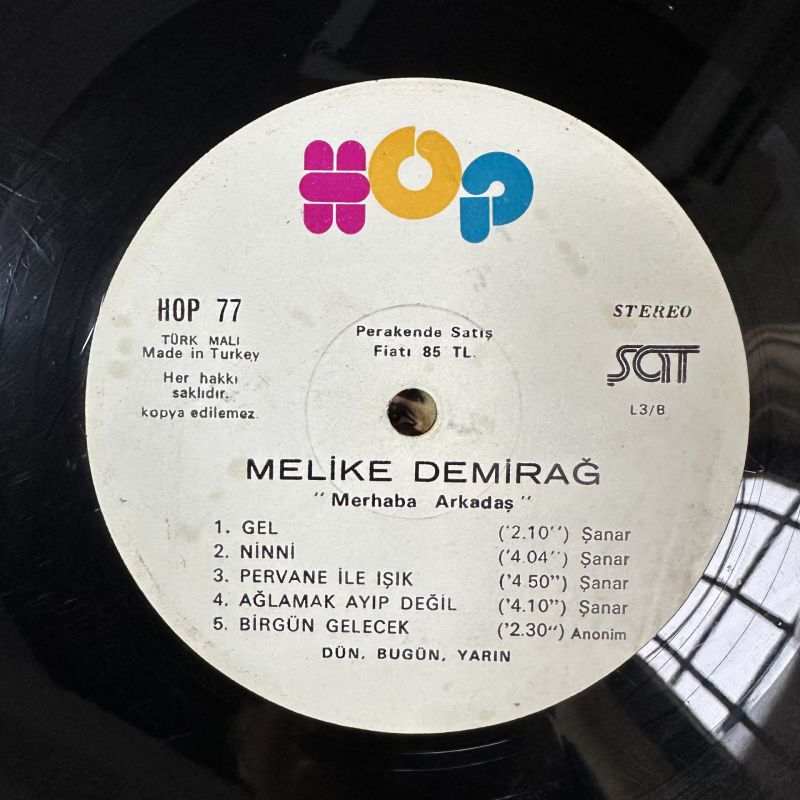 HOP
HOP 77
TÜRK MALI
Made in Turkey
Her hakkı
saklıdır.
kopya edilemez.
Perakende Satış
Fiatı 85 TL.
STEREO
ŞAT
L3/B
MELİKE DEMİRAĞ
"Merhaba Arkadaş"
1. GEL ('2.10'') Şanar
2. NİNNİ ('4.04'') Şanar
3. PERVANE İLE IŞIK ('4 50") Şanar
4. AĞLAMAK AYIP DEĞİL ('4.10") Şanar
5. BİRGÜN GELECEK ('2.30") Anonim
DÜN, BUGÜN, YARIN